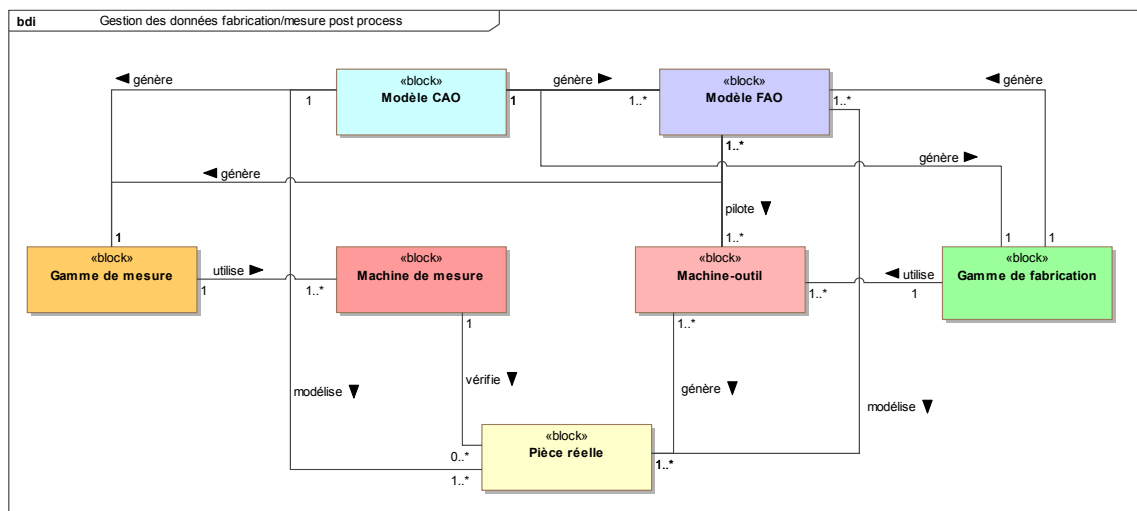 bdi Gestion des données fabrication/mesure post process
génère génère génère
«block»
Modèle CAO
«block»
Modèle FAO
1 1 1..* 1..*
1..*
génère
génère
pilote
1 1..* 1 1
«block»
Gamme de mesure
«block»
Machine de mesure
«block»
Machine-outil
«block»
Gamme de fabrication
utilise utilise
1 1..* 1..* 1
1 1..*
vérifie
modélise génère
modélise
«block»
Pièce réelle
0..* 1..*
1..*